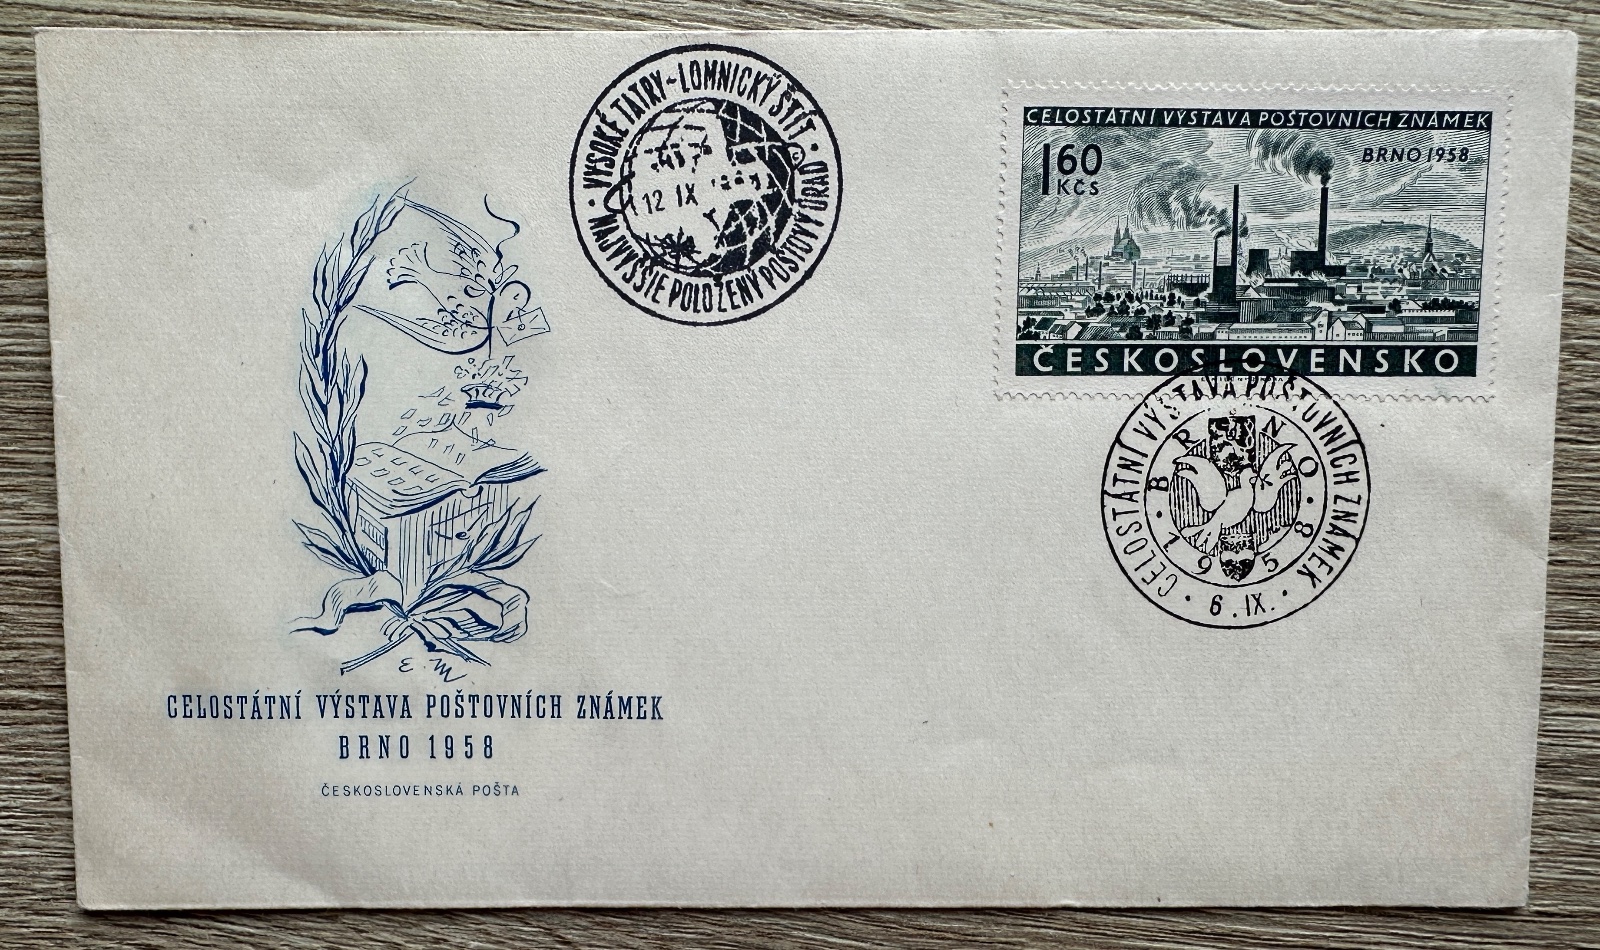 VYSOKÉ TATRY~LOMNICKÝ ŠTÍT
NAJVYŠŠIE POLOŽENÝ POŠTOVÝ ÚRAD
12 IX
CELOSTÁTNÍ VÝSTAVA POŠTOVNÍCH ZNÁMEK
1 60
KČS
BRNO 1958
ČESKOSLOVENSKO
CELOSTÁTNÍ VÝSTAVA POŠTOVNÍCH ZNÁMEK
BRNO
1958
6. IX.
E. M
CELOSTÁTNÍ VÝSTAVA POŠTOVNÍCH ZNÁMEK
BRNO 1958
ČESKOSLOVENSKÁ POŠTA